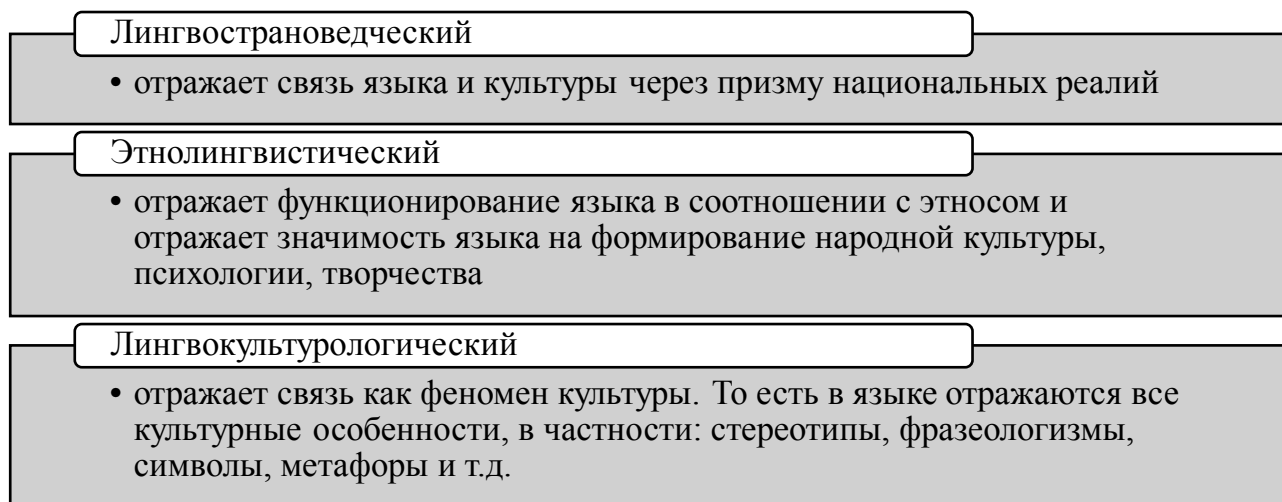 Лингвострановедческий
• отражает связь языка и культуры через призму национальных реалий
Этнолингвистический
• отражает функционирование языка в соотношении с этносом и
отражает значимость языка на формирование народной культуры,
психологии, творчества
Лингвокультурологический
• отражает связь как феномен культуры. То есть в языке отражаются все
культурные особенности, в частности: стереотипы, фразеологизмы,
символы, метафоры и т.д.